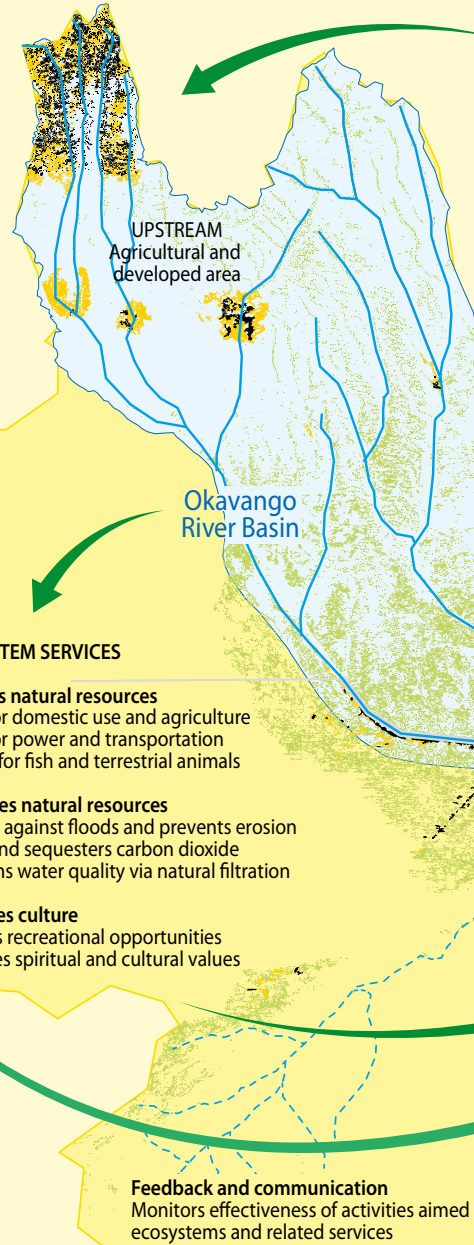 UPSTREAM
Agricultural and
developed area
Okavango
River Basin
TEM SERVICES
s natural resources
or domestic use and agriculture
or power and transportation
for fish and terrestrial animals
es natural resources
against floods and prevents erosion
nd sequesters carbon dioxide
ns water quality via natural filtration
es culture
s recreational opportunities
es spiritual and cultural values
Feedback and communication
Monitors effectiveness of activities aimed
ecosystems and related services